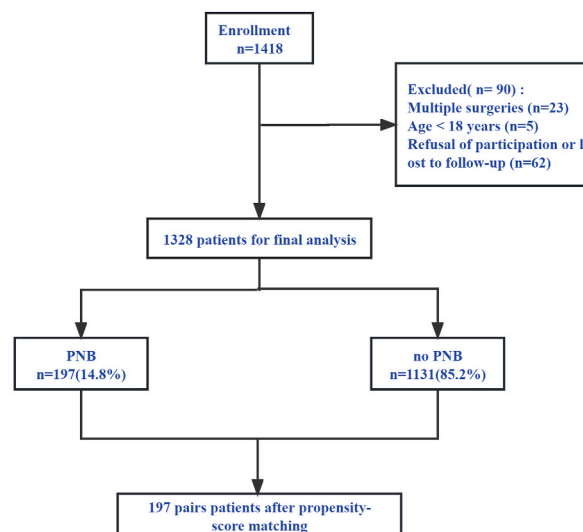 Enrollment
n=1418
Excluded( n= 90) :
Multiple surgeries (n=23)
Age < 18 years (n=5)
Refusal of participation or l
ost to follow-up (n=62)
1328 patients for final analysis
PNB
n=197(14.8%)
no PNB
n=1131(85.2%)
197 pairs patients after propensity-
score matching